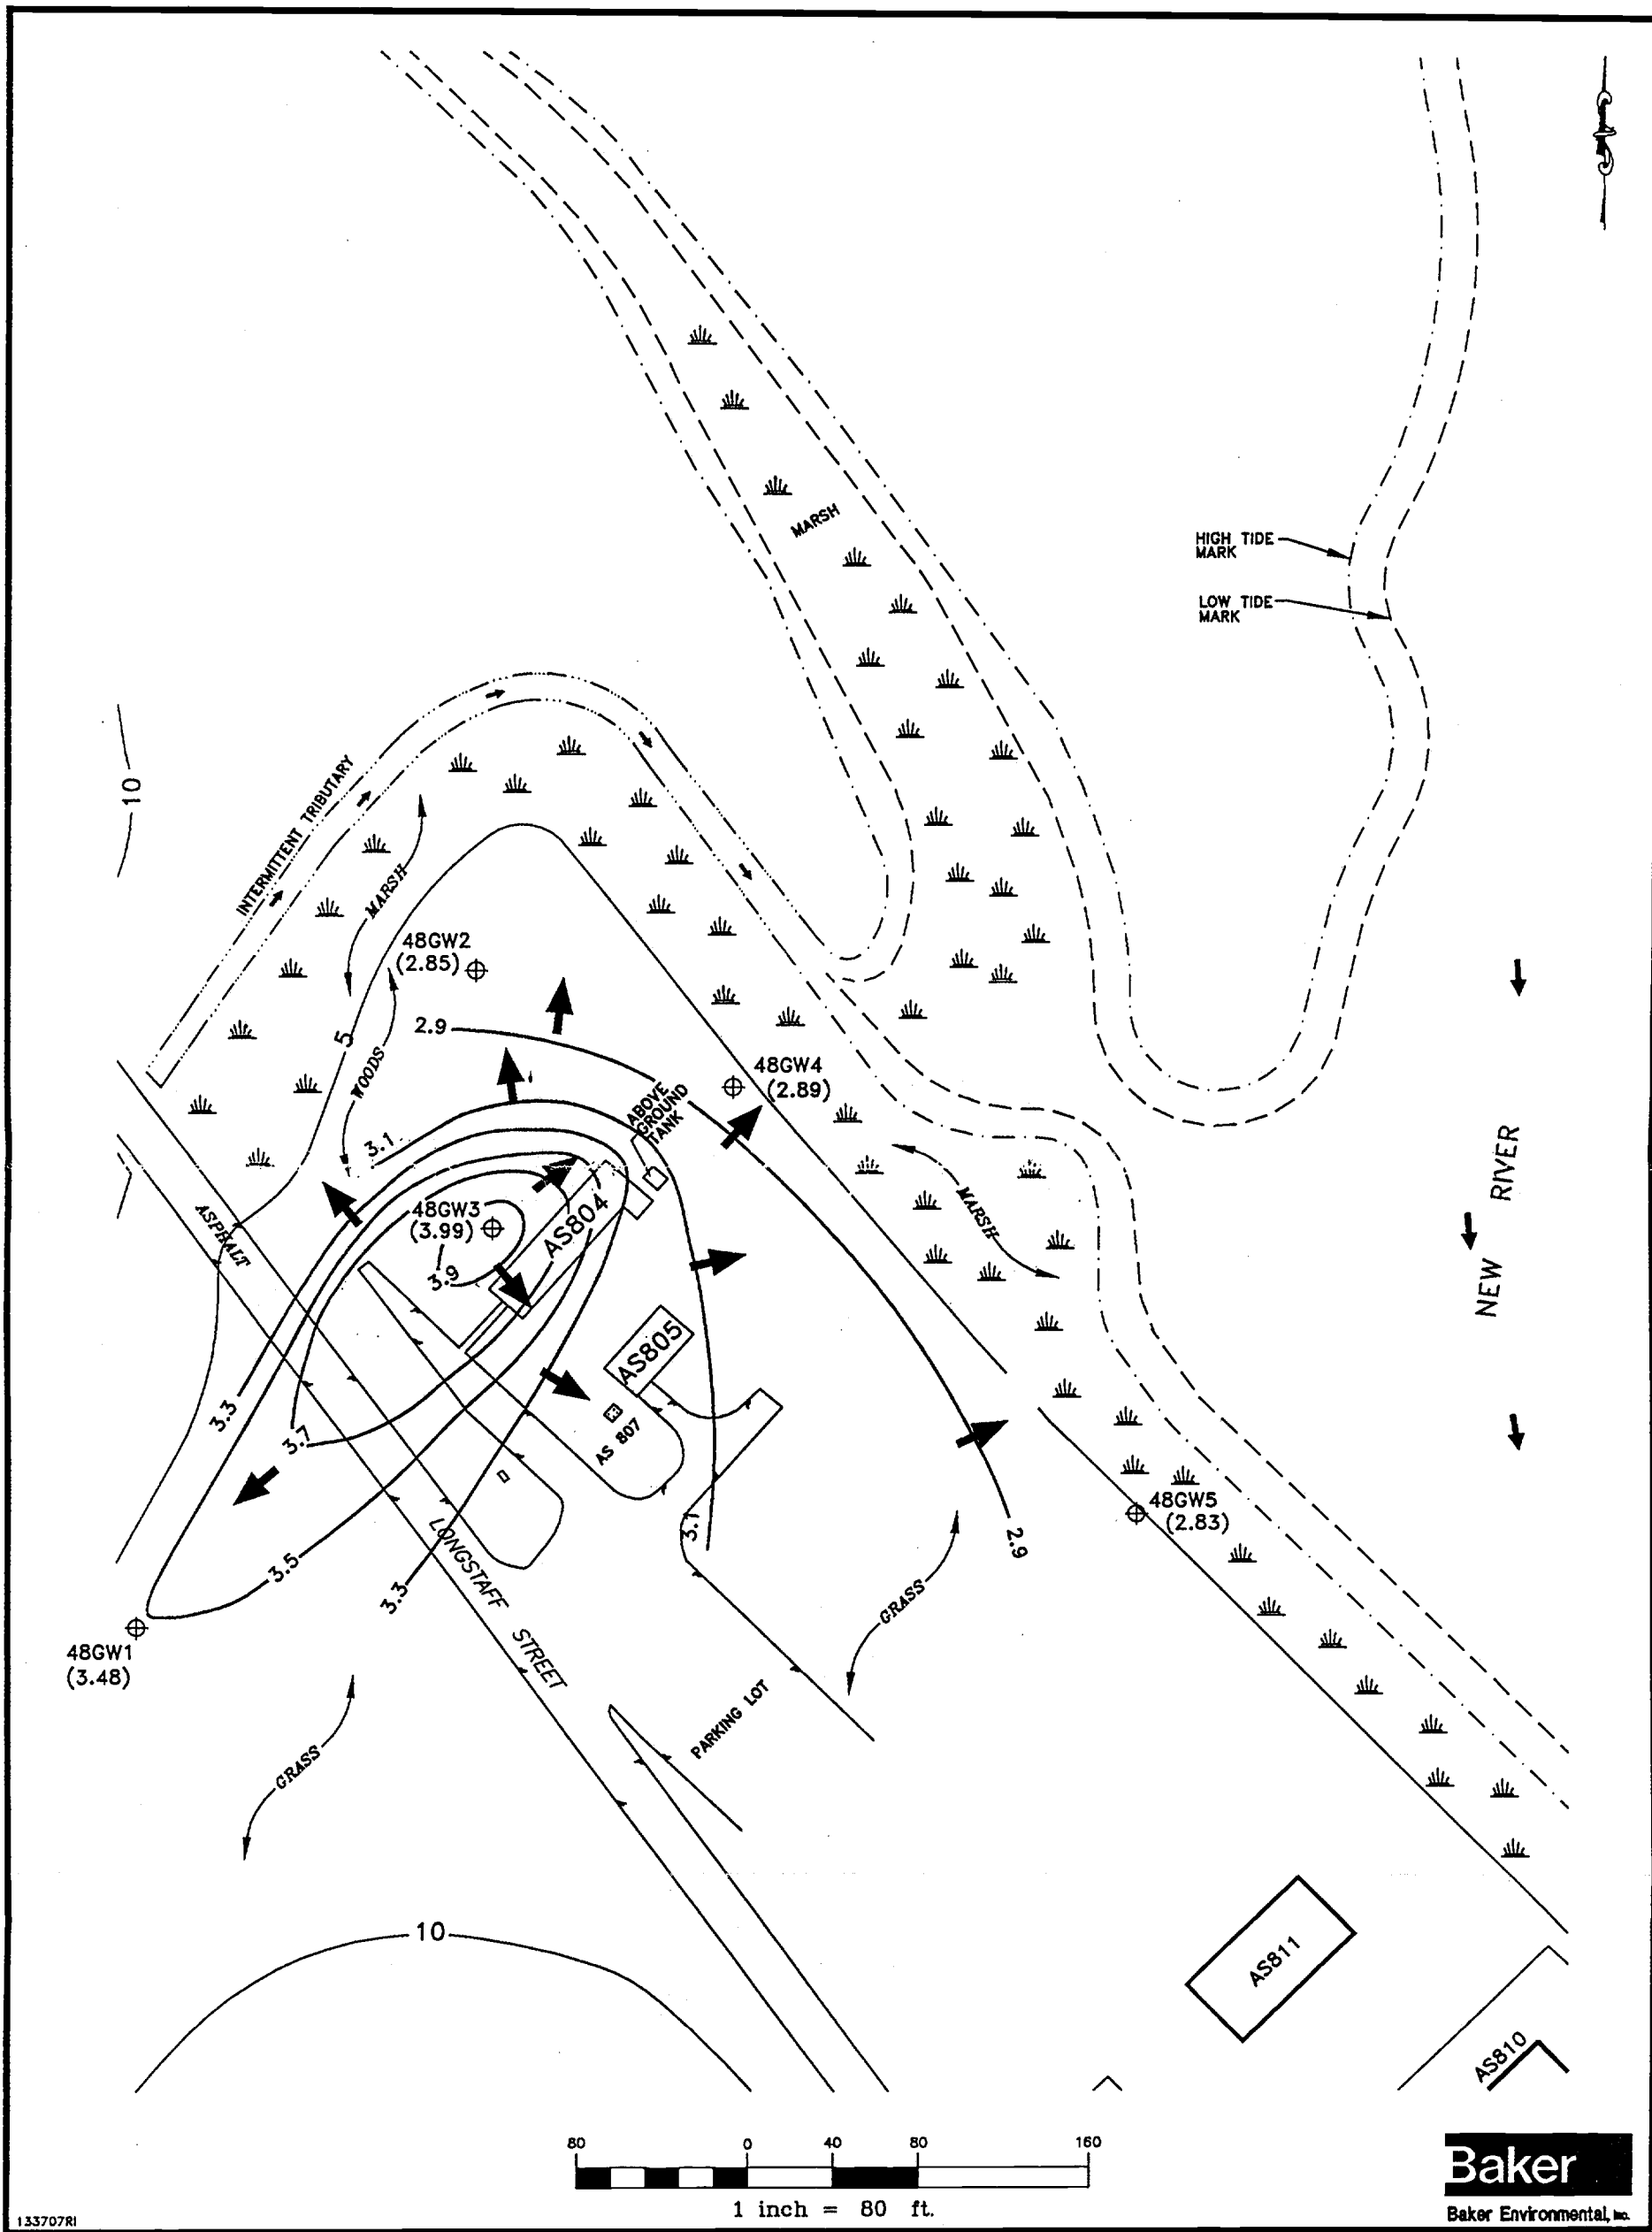 HIGH TIDE
MARK
LOW TIDE
MARK
MARSH
10
INTERMITTENT TRIBUTARY
MARSH
48GW2
(2.85)
5
2.9
WOODS
48GW4
(2.89)
ABOVE
GROUND
TANK
3.1
NEW RIVER
MARSH
ASPHALT
48GW3
(3.99)
AS804
3.9
AS805
3.3
3.7
AS 807
48GW5
(2.83)
3.1
2.9
3.5
3.3
LONGSTAFF STREET
GRASS
48GW1
(3.48)
PARKING LOT
GRASS
10
AS811
AS810
80 0 40 80 160
1 inch = 80 ft.
Baker
Baker Environmental, Inc.
133707RI